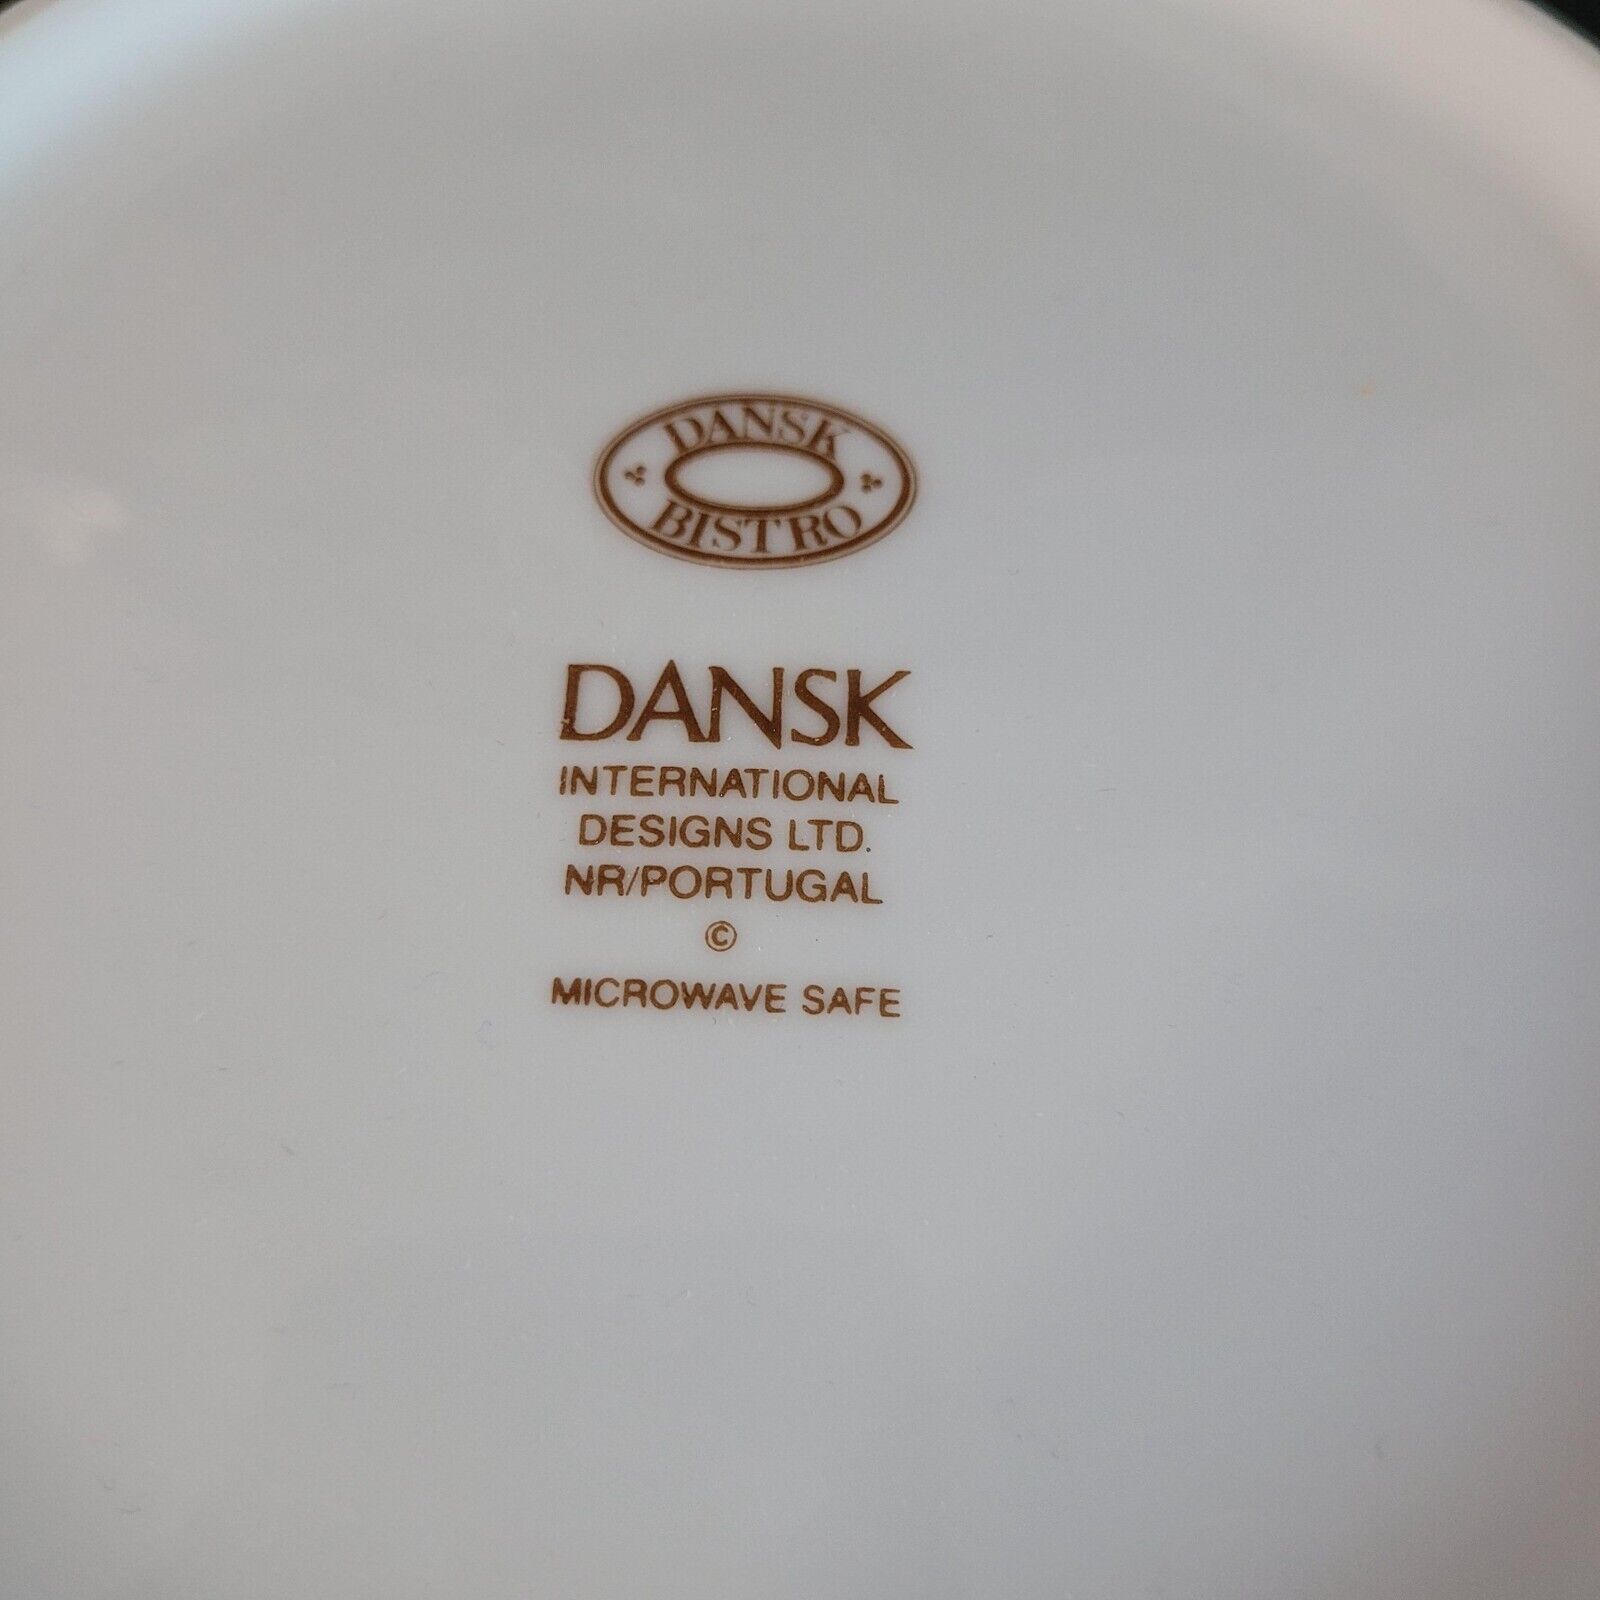 DANSK
BISTRO
DANSK
INTERNATIONAL
DESIGNS LTD.
NR/PORTUGAL
©
MICROWAVE SAFE